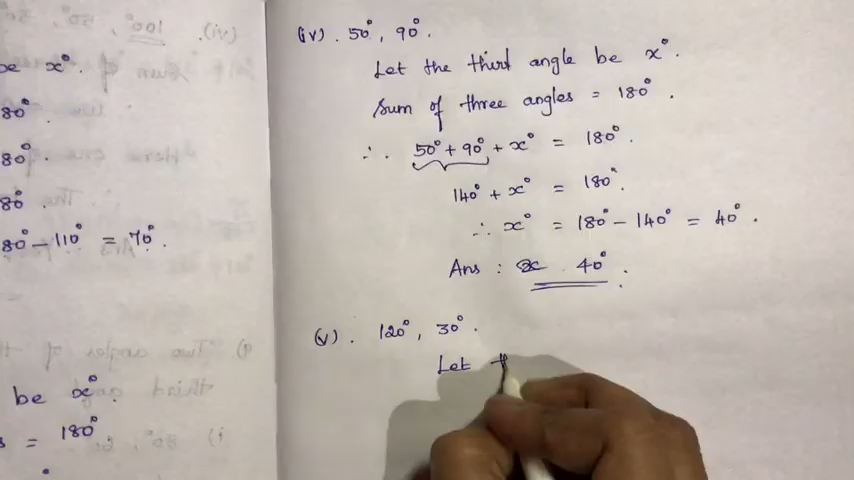 xe x°.
80°.
80°.
80°
80° – 110° = 70°.
be x°.
s = 180°
(iv). 50°, 90°.
Let the third angle be x°.
Sum of three angles = 180°.
∴ 50° + 90° + x° = 180°.
140° + x° = 180°.
∴ x° = 180° – 140° = 40°.
Ans : 40°.
(v). 120°, 30°.
Let